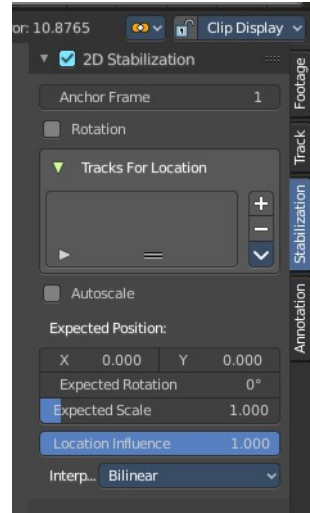 or: 10.8765 Clip Display
2D Stabilization
Anchor Frame 1
Rotation
Tracks For Location
Autoscale
Expected Position:
X 0.000 Y 0.000
Expected Rotation 0°
Expected Scale 1.000
Location Influence 1.000
Interp... Bilinear
Footage
Track
Stabilization
Annotation